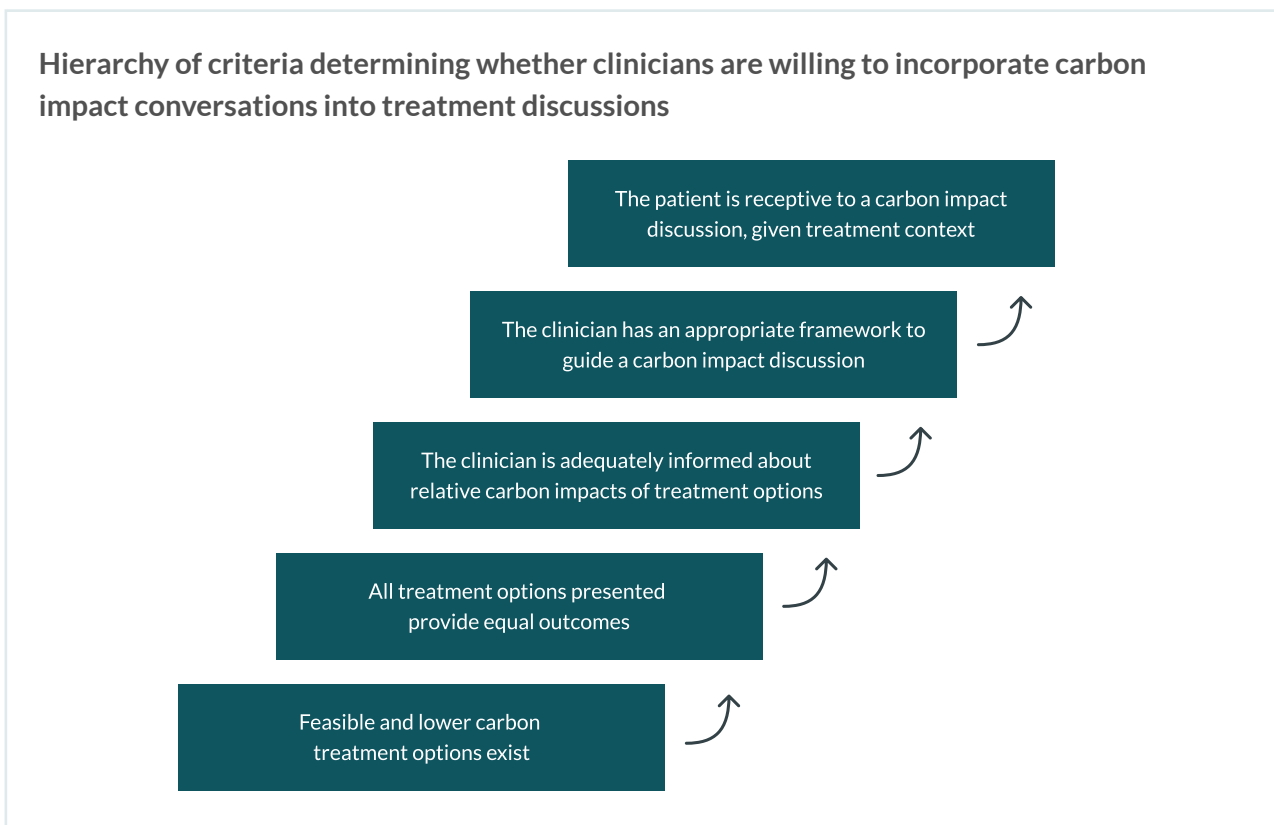 Hierarchy of criteria determining whether clinicians are willing to incorporate carbon
impact conversations into treatment discussions
The patient is receptive to a carbon impact
discussion, given treatment context
The clinician has an appropriate framework to
guide a carbon impact discussion
The clinician is adequately informed about
relative carbon impacts of treatment options
All treatment options presented
provide equal outcomes
Feasible and lower carbon
treatment options exist